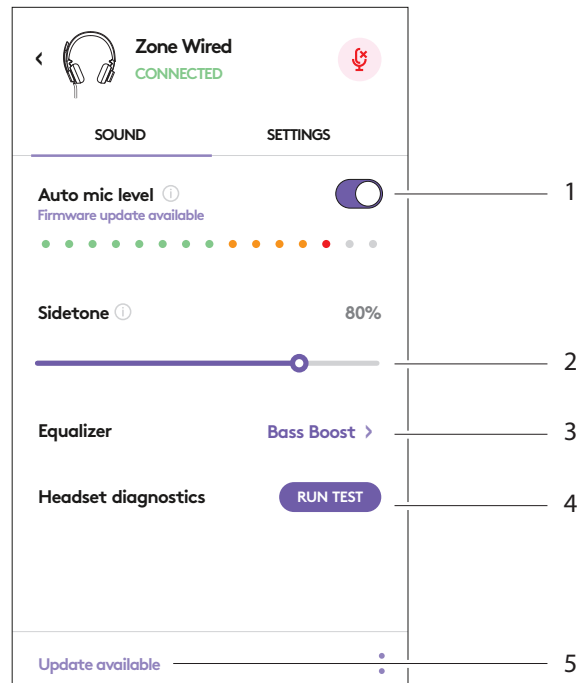 Zone Wired
CONNECTED
SOUND SETTINGS
Auto mic level 1
Firmware update available
Sidetone 80%
2
Equalizer Bass Boost > 3
Headset diagnostics RUN TEST 4
Update available 5